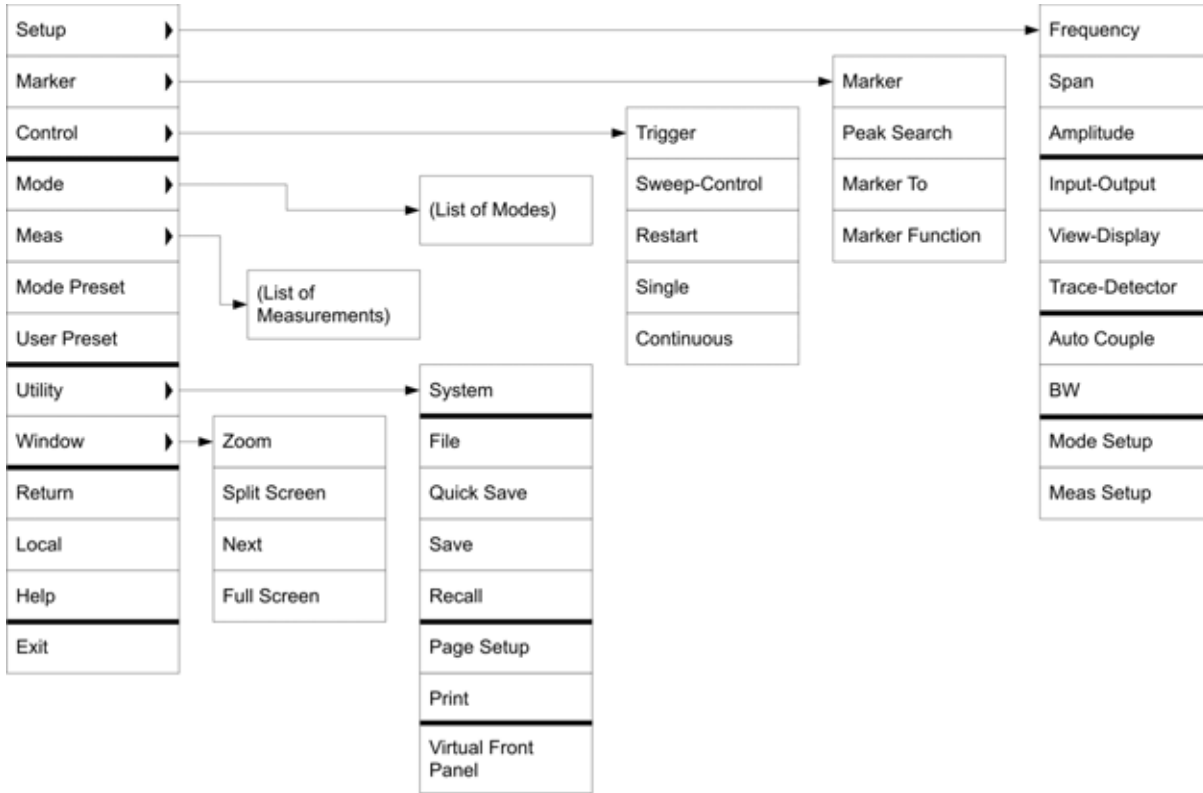 Setup
Marker
Control
Mode
Meas
Mode Preset
User Preset
Utility
Window
Return
Local
Help
Exit
Zoom
Split Screen
Next
Full Screen
(List of
Measurements)
(List of Modes)
System
File
Quick Save
Save
Recall
Page Setup
Print
Virtual Front
Panel
Trigger
Sweep-Control
Restart
Single
Continuous
Marker
Peak Search
Marker To
Marker Function
Frequency
Span
Amplitude
Input-Output
View-Display
Trace-Detector
Auto Couple
BW
Mode Setup
Meas Setup